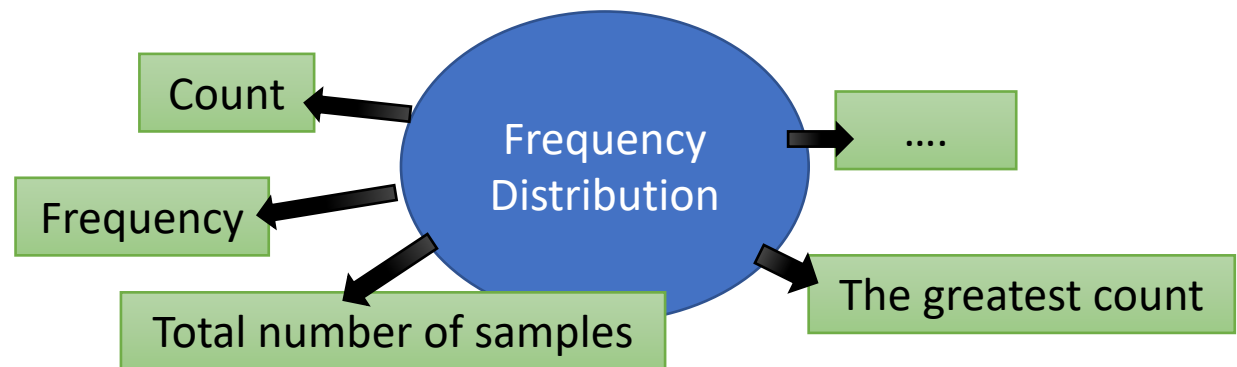 Count
Frequency
Distribution
....
Frequency
The greatest count
Total number of samples